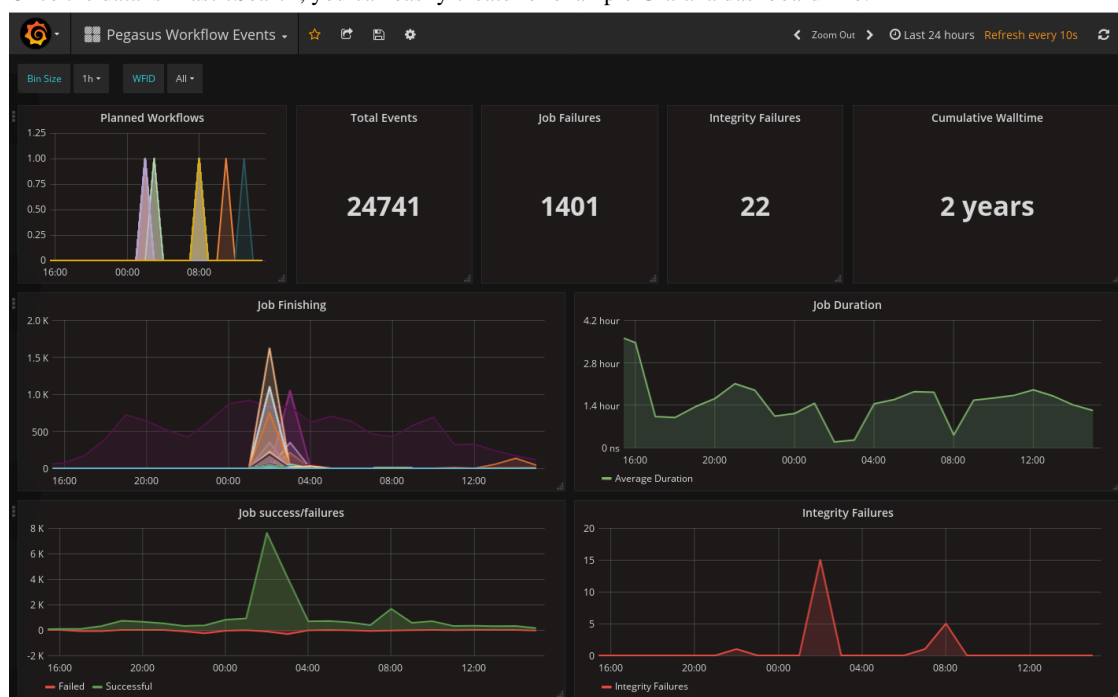 Pegasus Workflow Events
Zoom Out
Last 24 hours Refresh every 10s
Bin Size 1h WFID All
Planned Workflows
1.25
1.00
0.75
0.50
0.25
0
16:00 00:00 08:00
Total Events
24741
Job Failures
1401
Integrity Failures
22
Cumulative Walltime
2 years
Job Finishing
2.0 K
1.5 K
1.0 K
500
0
16:00 20:00 00:00 04:00 08:00 12:00
Job Duration
4.2 hour
2.8 hour
1.4 hour
0 ns
16:00 20:00 00:00 04:00 08:00 12:00
Average Duration
Job success/failures
8 K
6 K
4 K
2 K
0
-2 K
16:00 20:00 00:00 04:00 08:00 12:00
Failed Successful
Integrity Failures
20
15
10
5
0
16:00 20:00 00:00 04:00 08:00 12:00
Integrity Failures